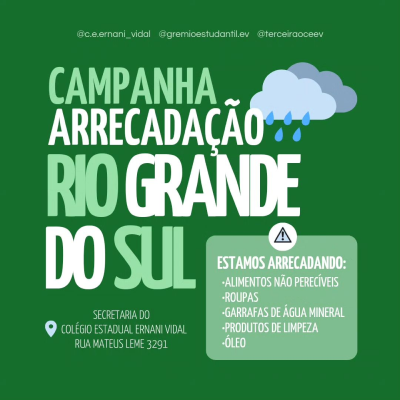 @c.e.ernani_vidal @gremioestudantil.ev @terceiraoceev
CAMPANHA
ARRECADAÇÃO
RIO GRANDE
DO SUL
ESTAMOS ARRECADANDO:
•ALIMENTOS NÃO PERECÍVEIS
•ROUPAS
•GARRAFAS DE ÁGUA MINERAL
•PRODUTOS DE LIMPEZA
•ÓLEO
SECRETARIA DO
COLÉGIO ESTADUAL ERNANI VIDAL
RUA MATEUS LEME 3291